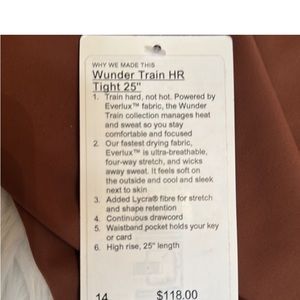 WHY WE MADE THIS
Wunder Train HR
Tight 25"
1. Train hard, not hot. Powered by
Everlux™ fabric, the Wunder
Train collection manages heat
and sweat so you stay
comfortable and focused
2. Our fastest drying fabric,
Everlux™ is ultra-breathable,
four-way stretch, and wicks
away sweat. It feels soft on
the outside and cool and sleek
next to skin
3. Added Lycra® fibre for stretch
and shape retention
4. Continuous drawcord
5. Waistband pocket holds your key
or card
6. High rise, 25" length
14 $118.00